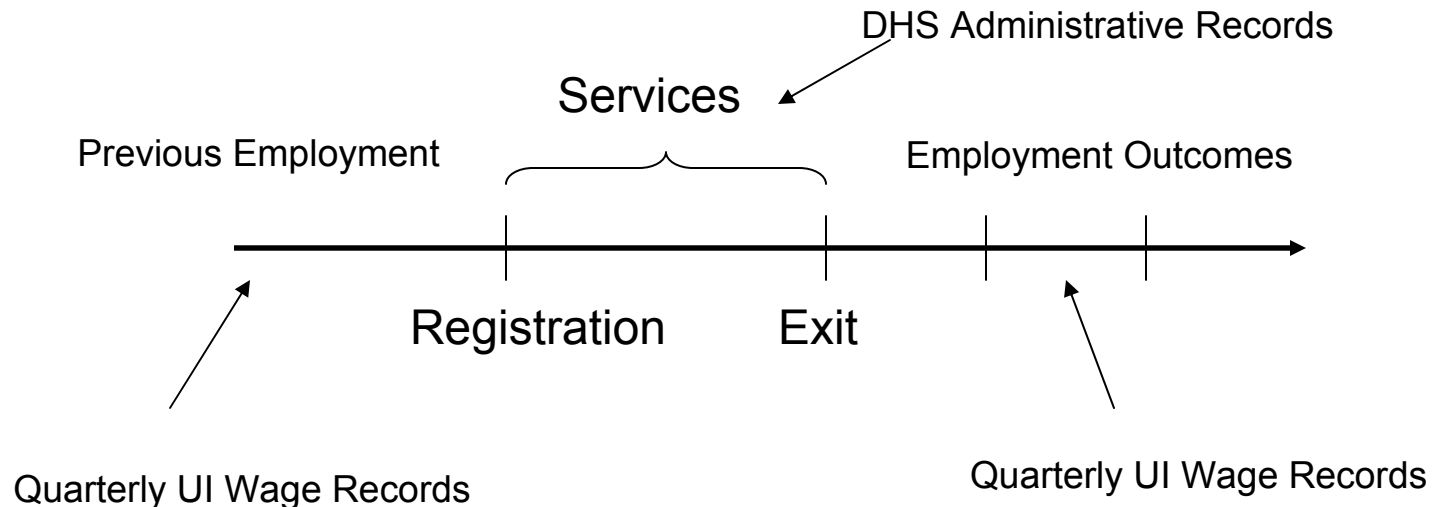 DHS Administrative Records
Services
Previous Employment
Employment Outcomes
Registration
Exit
Quarterly UI Wage Records
Quarterly UI Wage Records